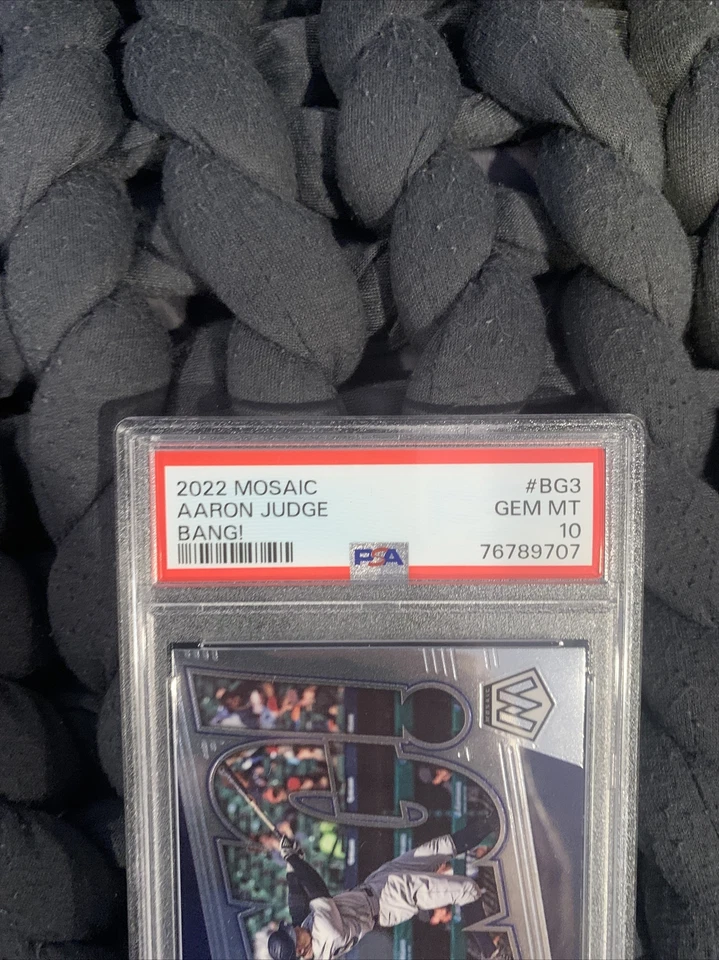 2022 MOSAIC #BG3
AARON JUDGE GEM MT
BANG! 10
76789707
PSA